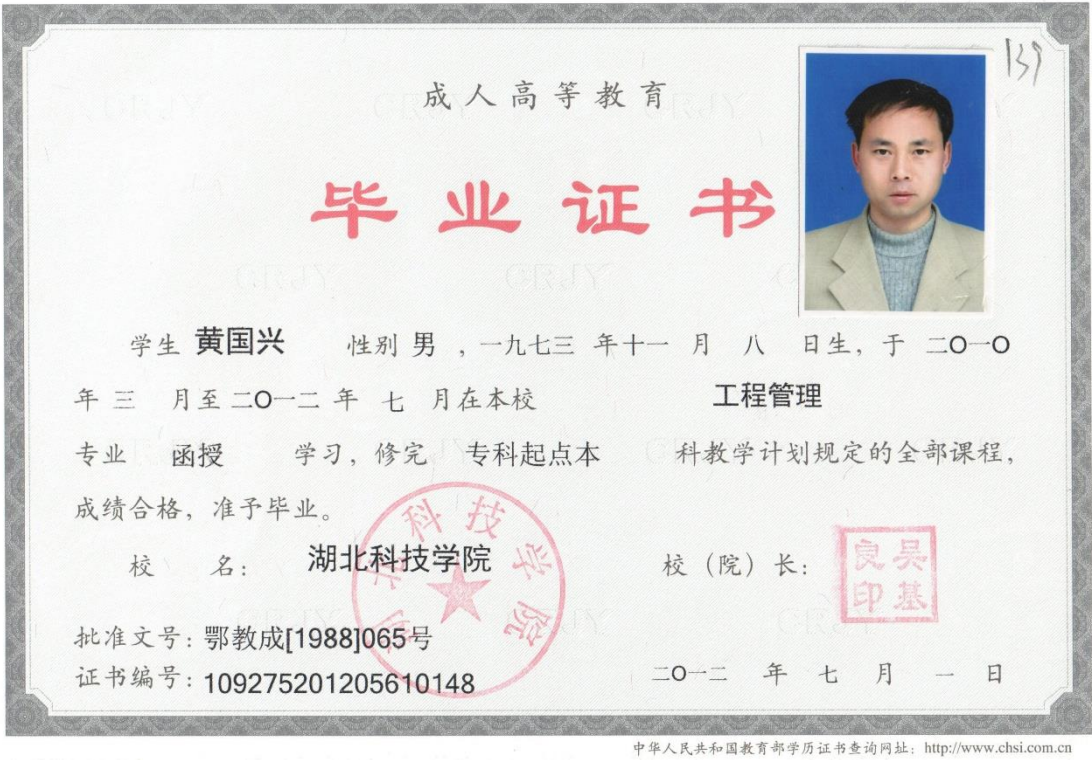 139
成人高等教育
毕业证书
学生 黄国兴 性别 男 ,一九七三 年十一 月 八 日生,于 二O一O
年 三 月至 二O一二 年 七 月在本校 工程管理
专业 函授 学习,修完 专科起点本 科教学计划规定的全部课程,
成绩合格,准予毕业。
校 名: 湖北科技学院 校(院)长:
湖北科技学院
吴基良印
批准文号: 鄂教成[1988]065号
证书编号: 109275201205610148 二O一二 年 七 月 一 日
中华人民共和国教育部学历证书查询网址: http://www.chsi.com.cn